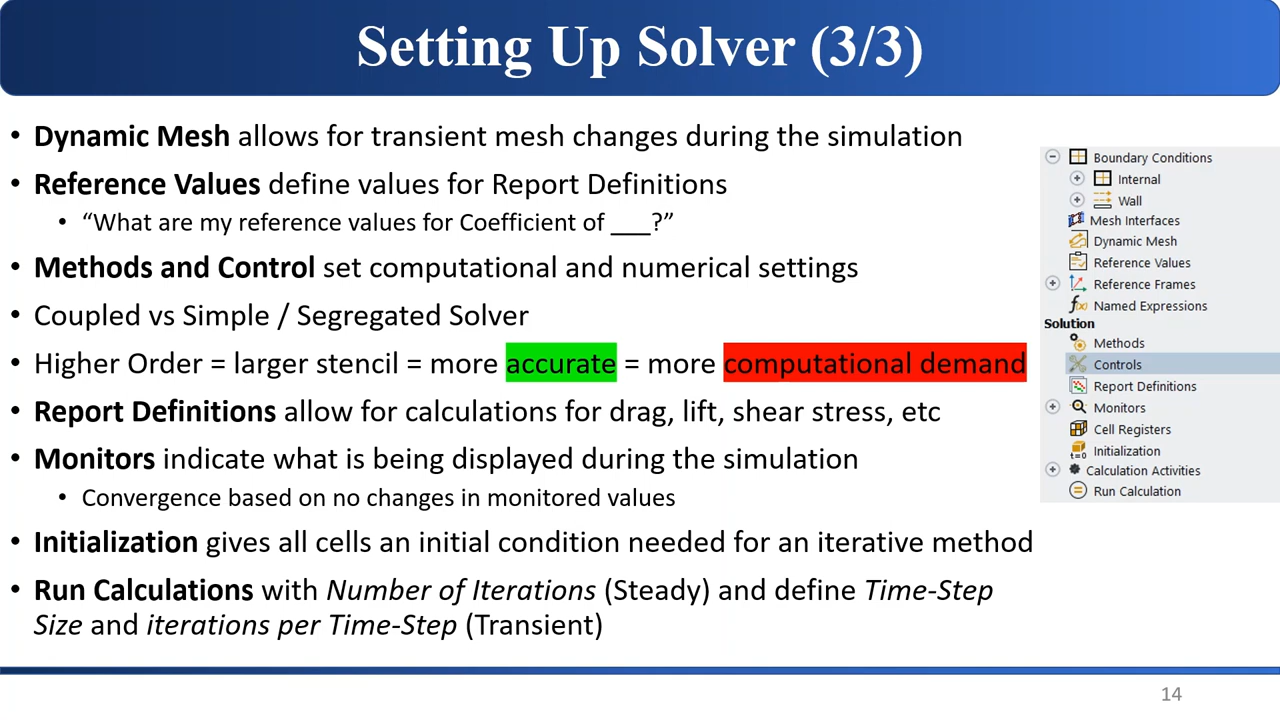 Setting Up Solver (3/3)
• Dynamic Mesh allows for transient mesh changes during the simulation
• Reference Values define values for Report Definitions
• “What are my reference values for Coefficient of ___?”
• Methods and Control set computational and numerical settings
• Coupled vs Simple / Segregated Solver
• Higher Order = larger stencil = more accurate = more computational demand
• Report Definitions allow for calculations for drag, lift, shear stress, etc
• Monitors indicate what is being displayed during the simulation
• Convergence based on no changes in monitored values
• Initialization gives all cells an initial condition needed for an iterative method
• Run Calculations with Number of Iterations (Steady) and define Time-Step
Size and iterations per Time-Step (Transient)
Boundary Conditions
Internal
Wall
Mesh Interfaces
Dynamic Mesh
Reference Values
Reference Frames
f(x) Named Expressions
Solution
Methods
Controls
Report Definitions
Monitors
Cell Registers
t=0 Initialization
Calculation Activities
Run Calculation
14